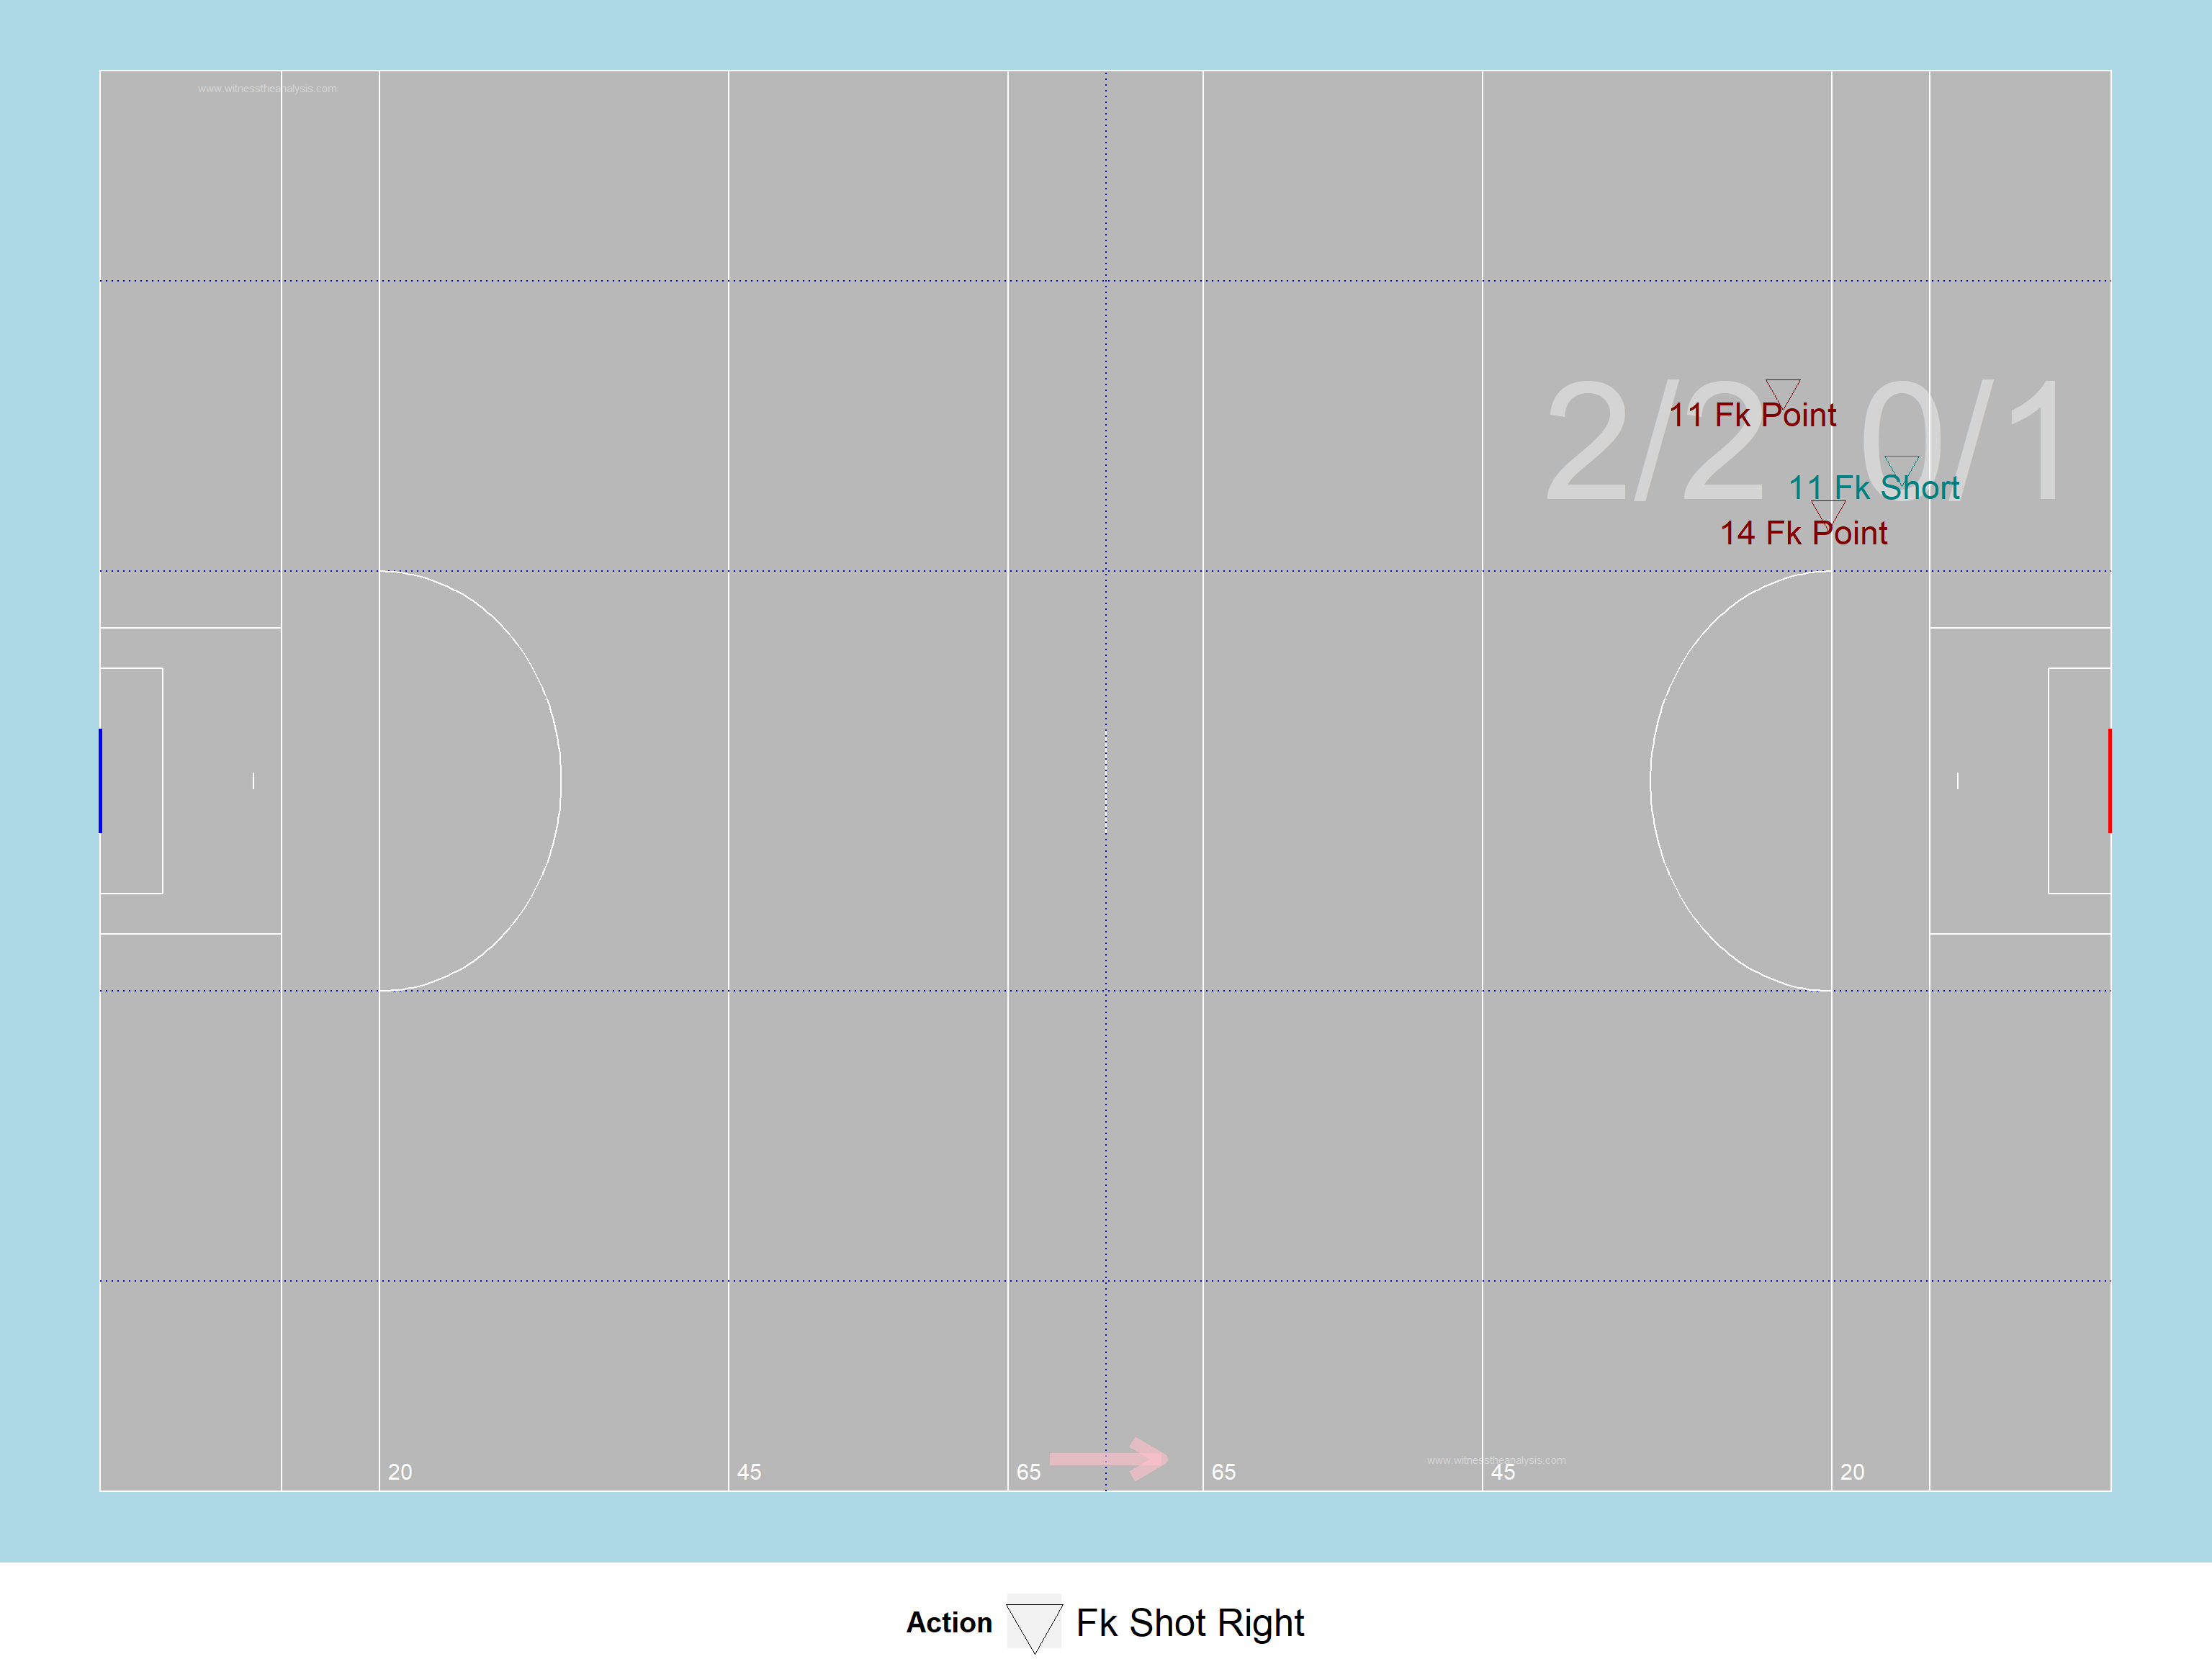 www.witnesstheanalysis.com
2/2 0/1
11 Fk Point
11 Fk Short
14 Fk Point
www.witnesstheanalysis.com
20 45 65 65 45 20
Action Fk Shot Right